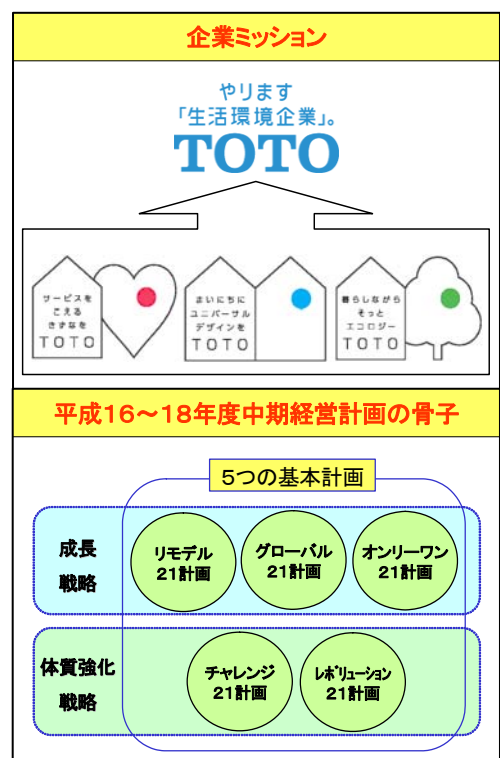 企業ミッション
やります
「生活環境企業」。
TOTO
サービスを
こえる
きずなを
TOTO
まいにちに
ユニバーサル
デザインを
TOTO
暮らしながら
そっと
エコロジー
TOTO
平成16～18年度中期経営計画の骨子
5つの基本計画
成長
戦略
リモデル
21計画
グローバル
21計画
オンリーワン
21計画
体質強化
戦略
チャレンジ
21計画
レボリューション
21計画